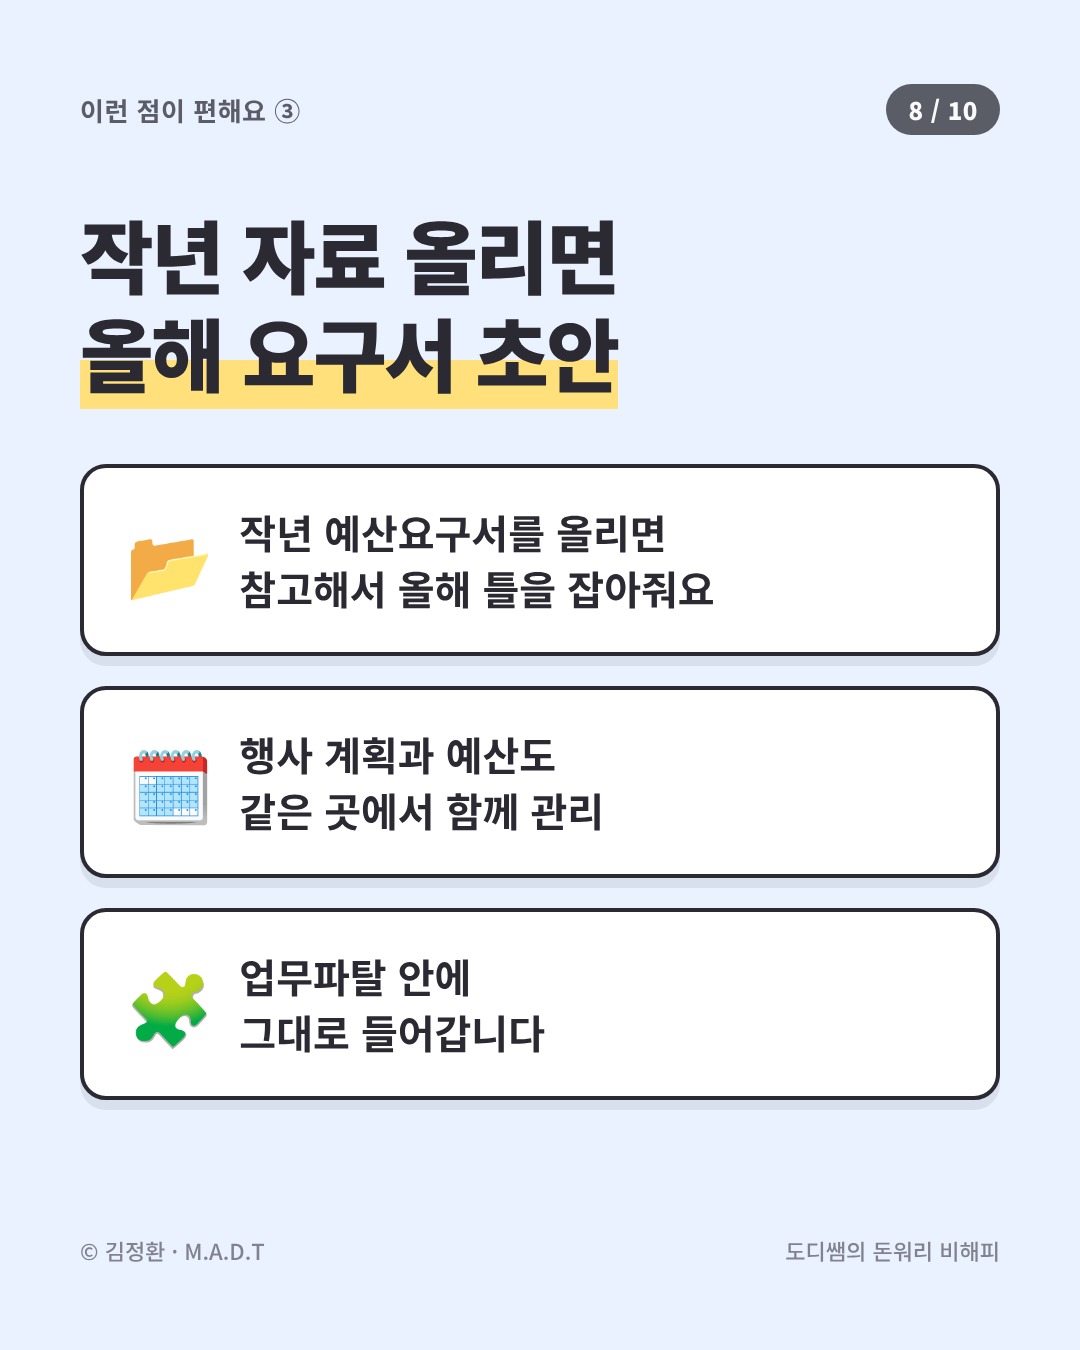 이런 점이 편해요 ③
8 / 10
작년 자료 올리면
올해 요구서 초안
작년 예산요구서를 올리면
참고해서 올해 틀을 잡아줘요
행사 계획과 예산도
같은 곳에서 함께 관리
업무파탈 안에
그대로 들어갑니다
© 김정환 · M.A.D.T
도디쌤의 돈워리 비해피